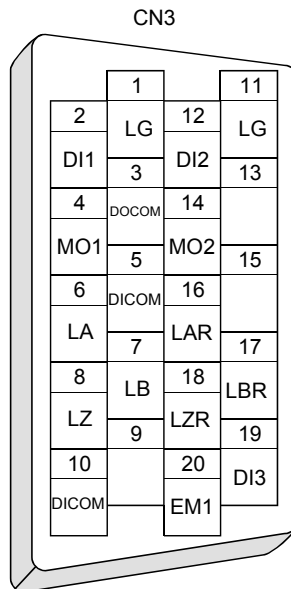 CN3
1 11
2 12
LG LG
DI1 DI2
3 13
4 14
DOCOM
MO1 MO2
5 15
6 16
DICOM
LA LAR
7 17
8 18
LB LBR
LZ LZR
9 19
10 20
DI3
DICOM EM1